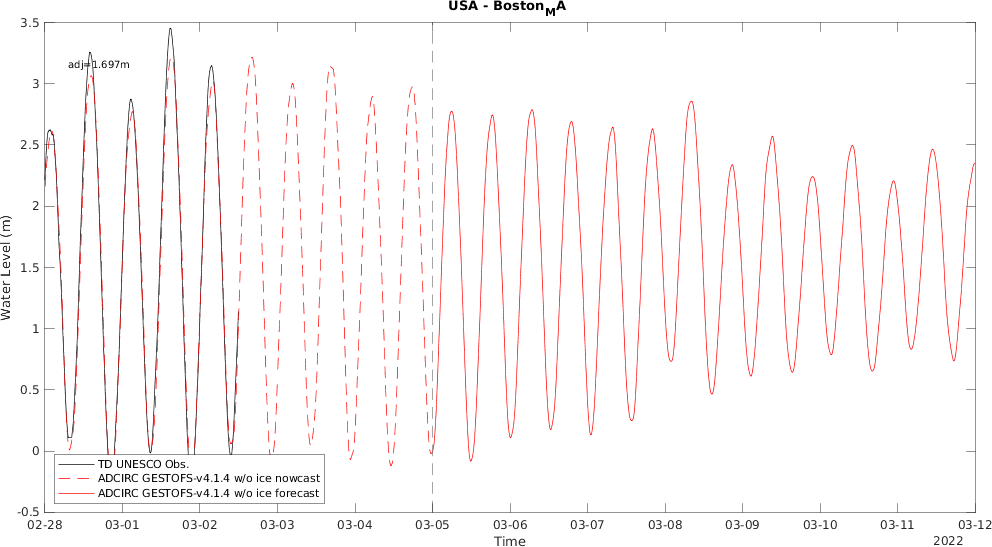 USA - BostonMA
3.5
adj=1.697m
3
2.5
2
1.5
1
0.5
0
-0.5
Water Level (m)
TD UNESCO Obs.
ADCIRC GESTOFS-v4.1.4 w/o ice nowcast
ADCIRC GESTOFS-v4.1.4 w/o ice forecast
02-28 03-01 03-02 03-03 03-04 03-05 03-06 03-07 03-08 03-09 03-10 03-11 03-12
Time
2022